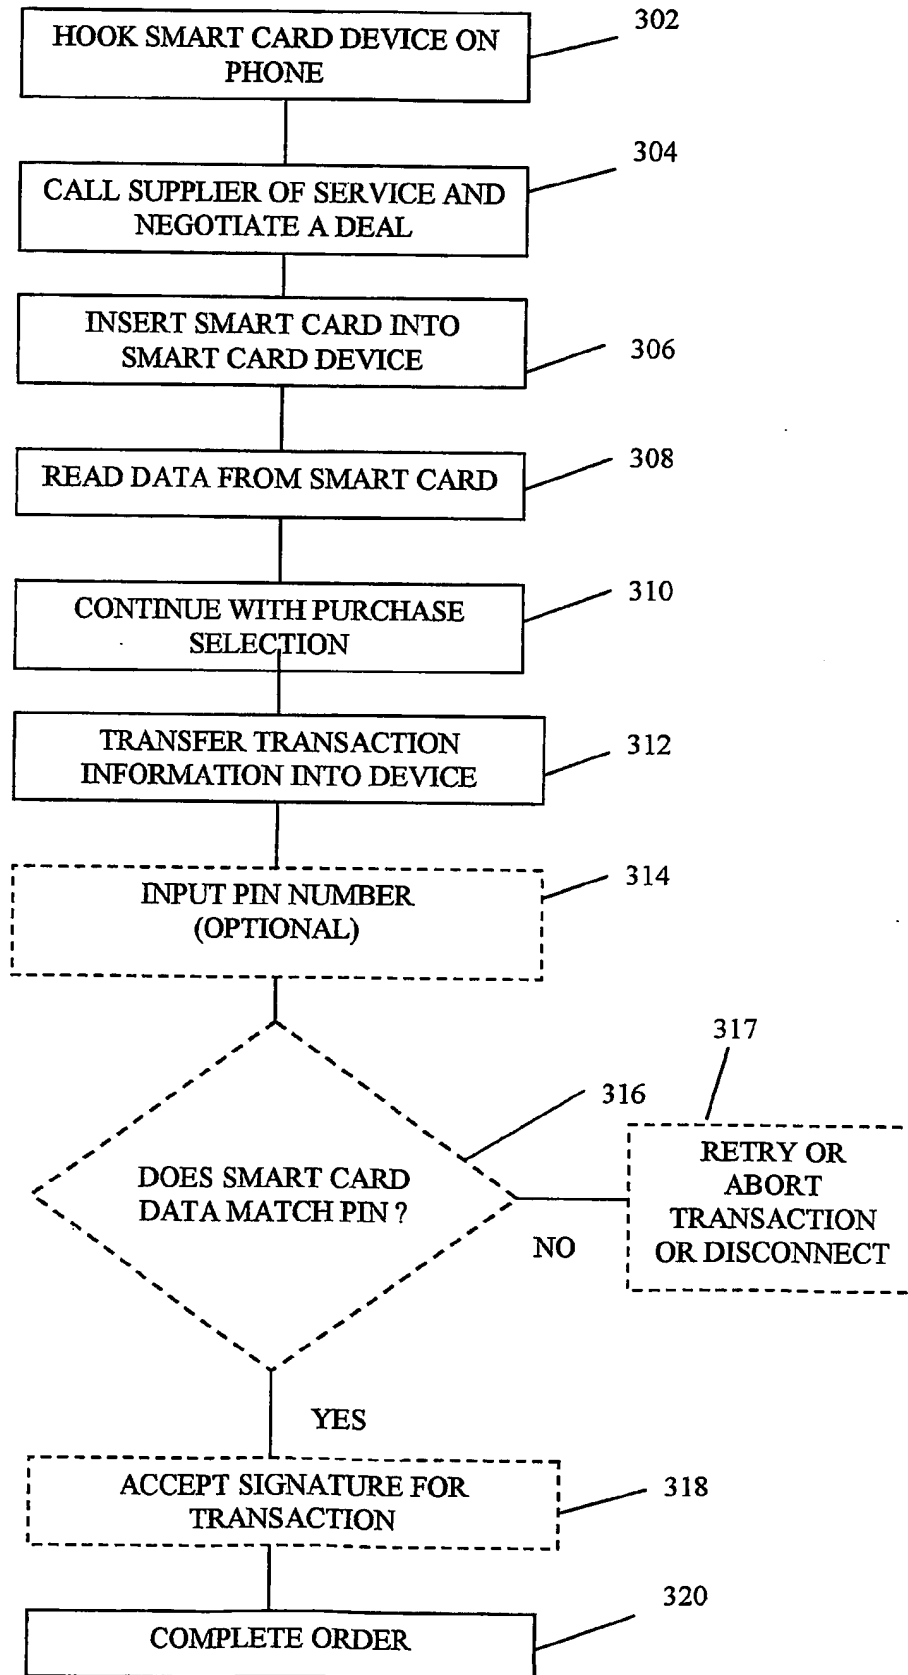 HOOK SMART CARD DEVICE ON
PHONE
302
CALL SUPPLIER OF SERVICE AND
NEGOTIATE A DEAL
304
INSERT SMART CARD INTO
SMART CARD DEVICE
306
READ DATA FROM SMART CARD
308
CONTINUE WITH PURCHASE
SELECTION
310
TRANSFER TRANSACTION
INFORMATION INTO DEVICE
312
INPUT PIN NUMBER
(OPTIONAL)
314
DOES SMART CARD
DATA MATCH PIN ?
316
NO
317
RETRY OR
ABORT
TRANSACTION
OR DISCONNECT
YES
ACCEPT SIGNATURE FOR
TRANSACTION
318
COMPLETE ORDER
320